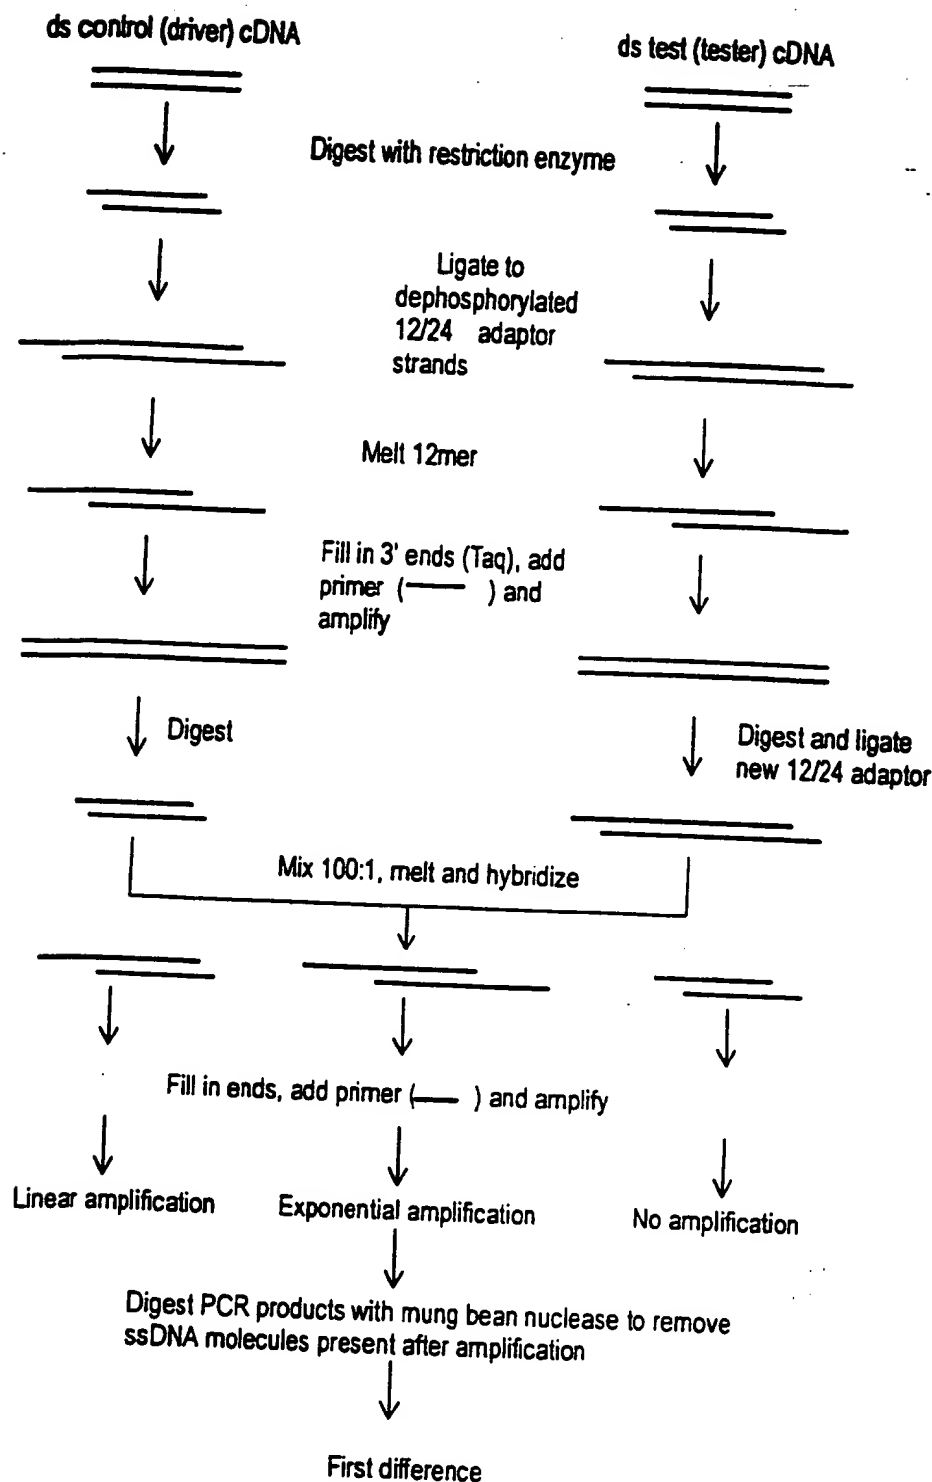 ds control (driver) cDNA
ds test (tester) cDNA
Digest with restriction enzyme
Ligate to
dephosphorylated
12/24 adaptor
strands
Melt 12mer
Fill in 3' ends (Taq), add
primer ( ) and
amplify
Digest
Digest and ligate
new 12/24 adaptor
Mix 100:1, melt and hybridize
Fill in ends, add primer ( ) and amplify
Linear amplification
Exponential amplification
No amplification
Digest PCR products with mung bean nuclease to remove
ssDNA molecules present after amplification
First difference